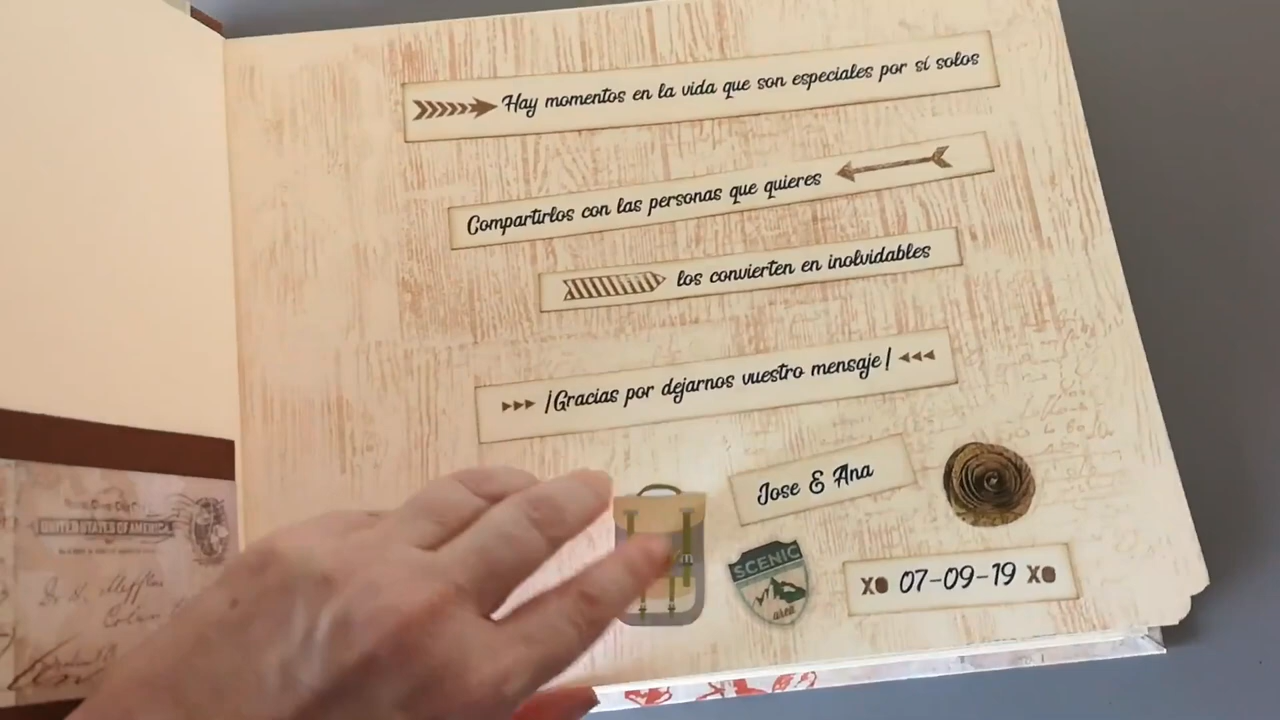 Hay momentos en la vida que son especiales por sí solos
Compartirlos con las personas que quieres
los convierten en inolvidables
¡Gracias por dejarnos vuestro mensaje!
Jose & Ana
SCENIC
area
XO 07-09-19 XO
UNITED STATES OF AMERICA